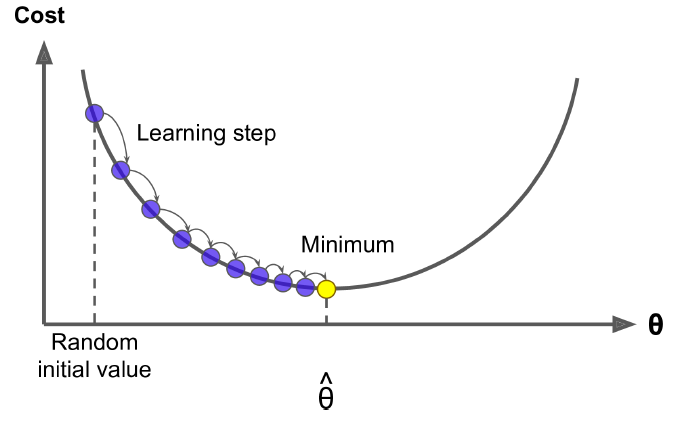 Cost
Learning step
Minimum
θ
Random
initial value
θ̂